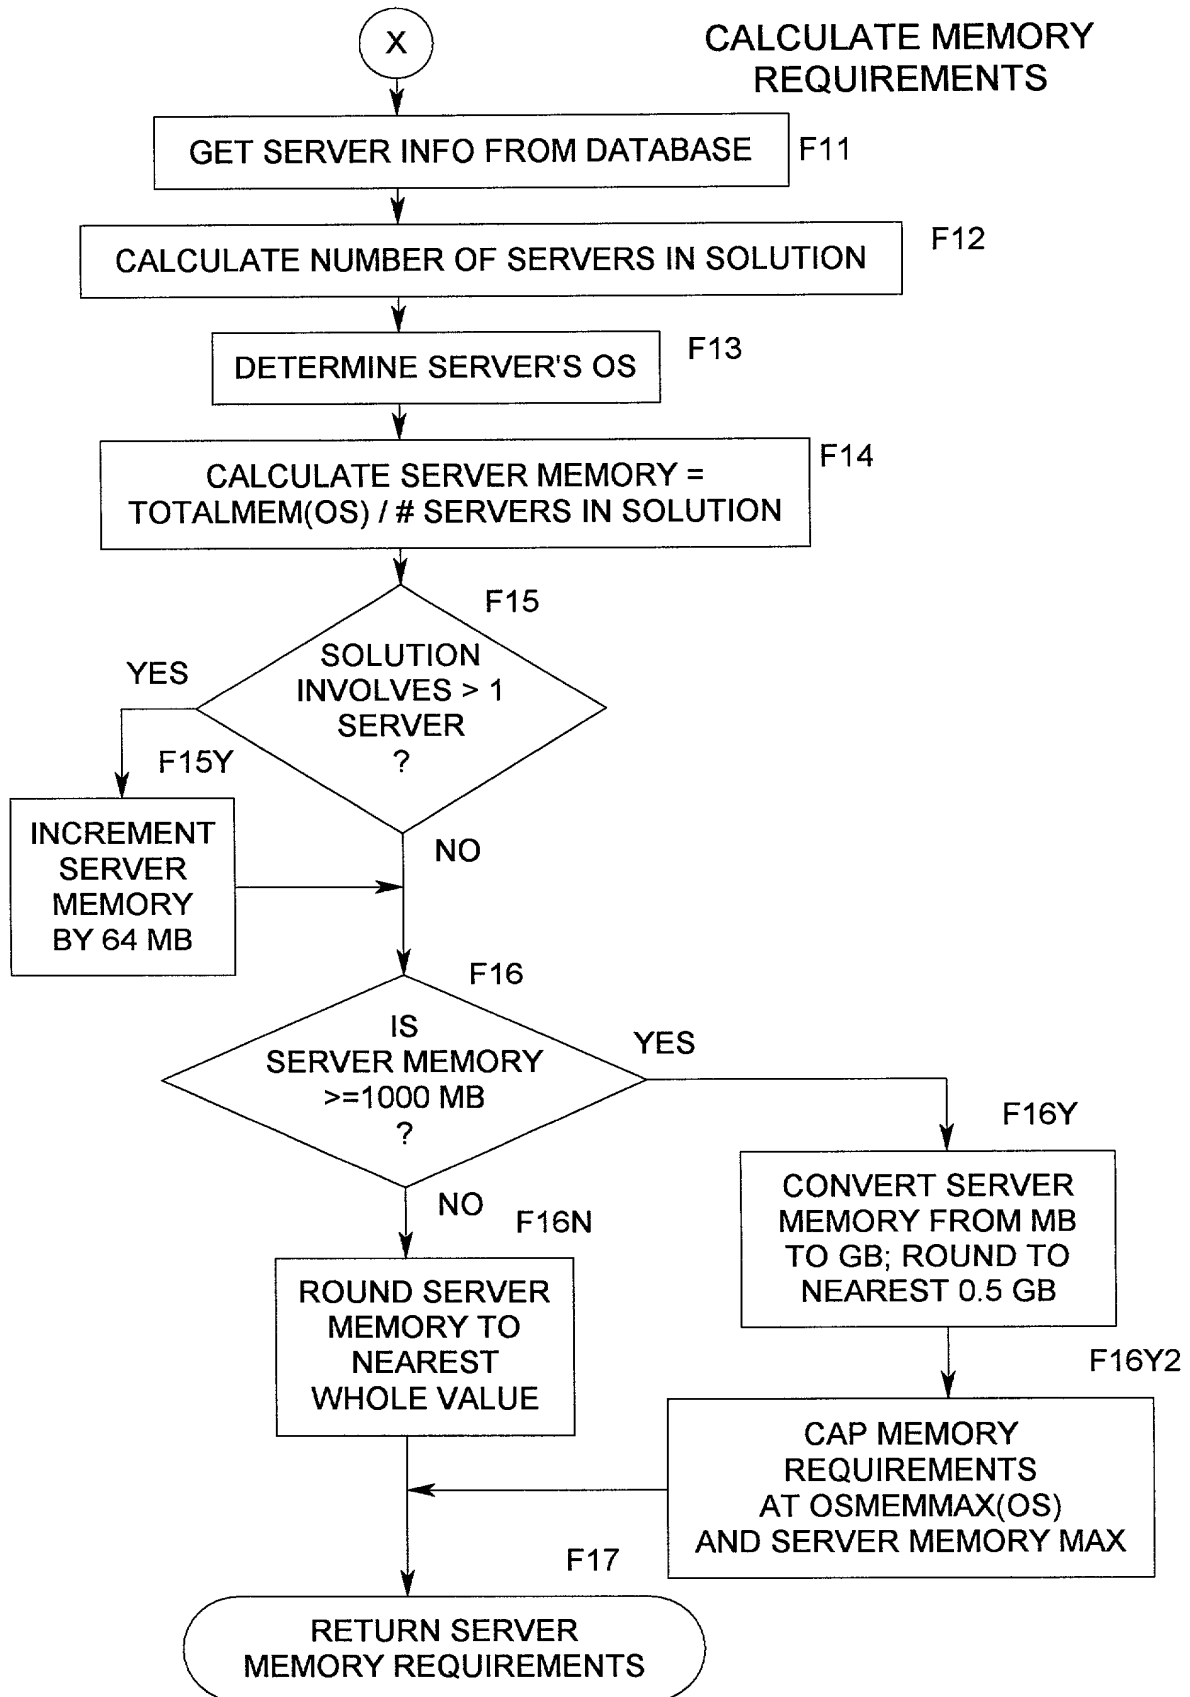 X
CALCULATE MEMORY
REQUIREMENTS
GET SERVER INFO FROM DATABASE
F11
CALCULATE NUMBER OF SERVERS IN SOLUTION
F12
DETERMINE SERVER'S OS
F13
CALCULATE SERVER MEMORY =
TOTALMEM(OS) / # SERVERS IN SOLUTION
F14
F15
SOLUTION
INVOLVES > 1
SERVER
?
YES
F15Y
INCREMENT
SERVER
MEMORY
BY 64 MB
NO
F16
IS
SERVER MEMORY
>=1000 MB
?
YES
F16Y
CONVERT SERVER
MEMORY FROM MB
TO GB; ROUND TO
NEAREST 0.5 GB
NO
F16N
ROUND SERVER
MEMORY TO
NEAREST
WHOLE VALUE
F16Y2
CAP MEMORY
REQUIREMENTS
AT OSMEMMAX(OS)
AND SERVER MEMORY MAX
F17
RETURN SERVER
MEMORY REQUIREMENTS